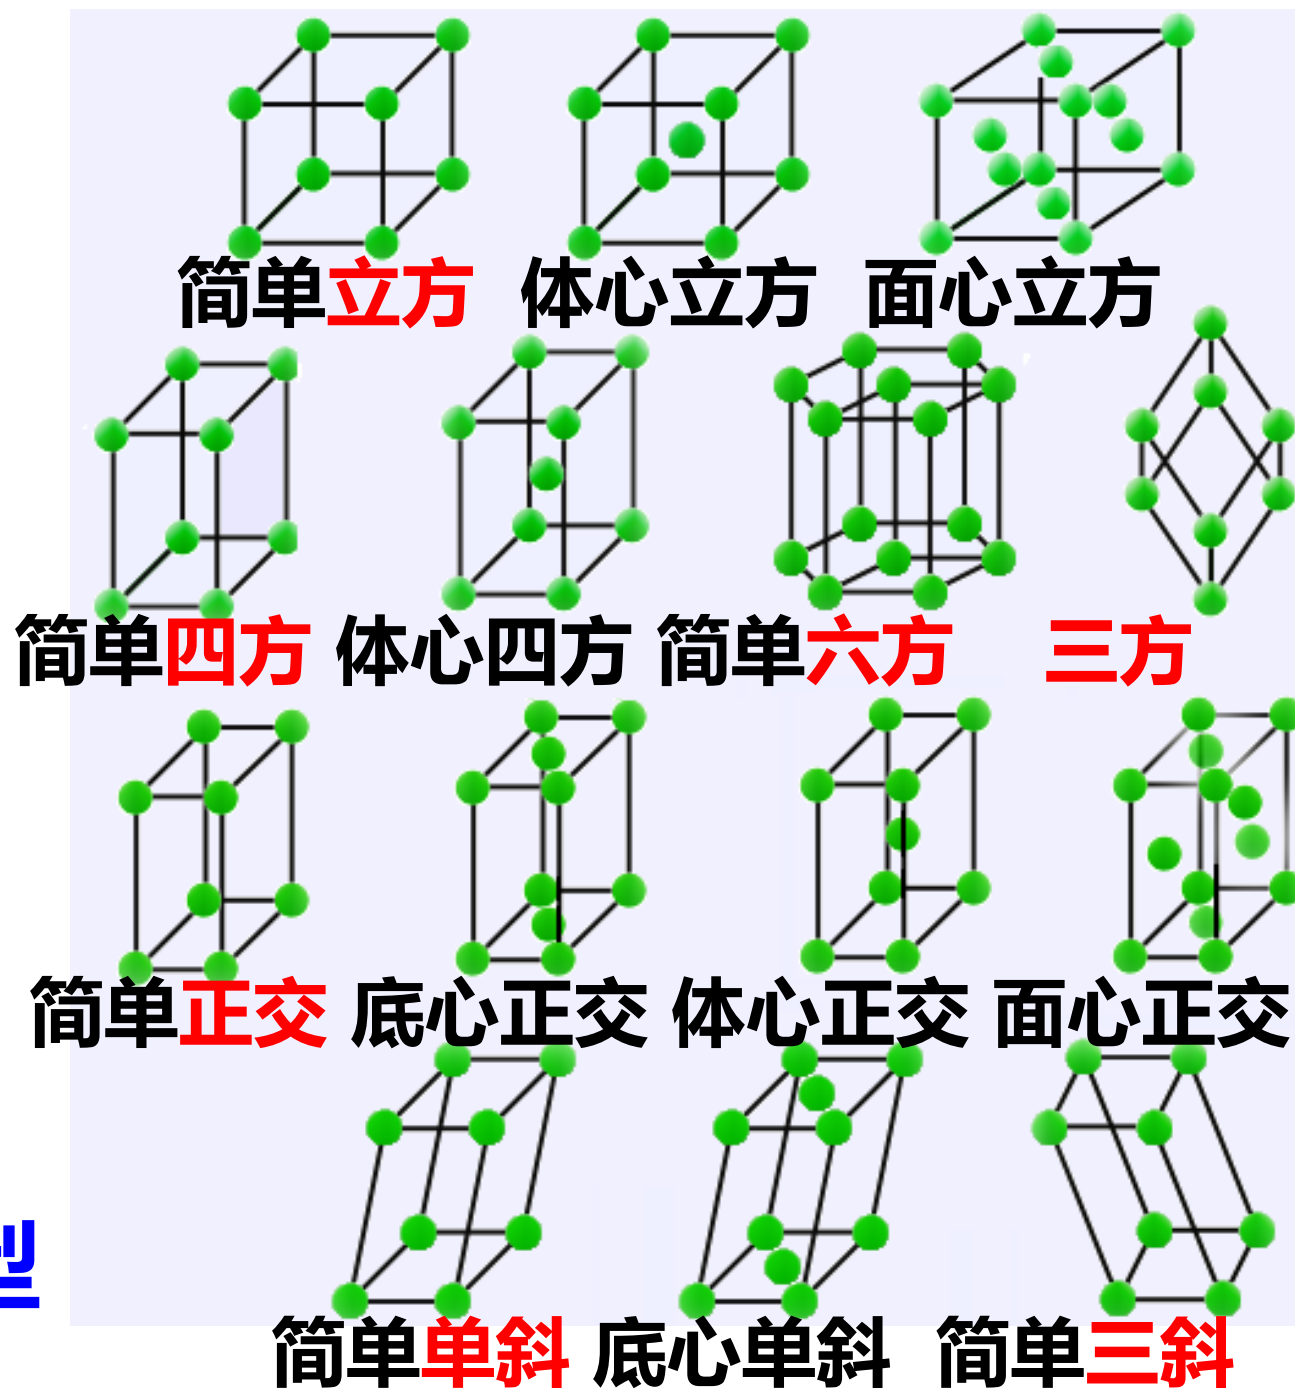 简单立方 体心立方 面心立方
简单四方 体心四方 简单六方 三方
简单正交 底心正交 体心正交 面心正交
型
简单单斜 底心单斜 简单三斜